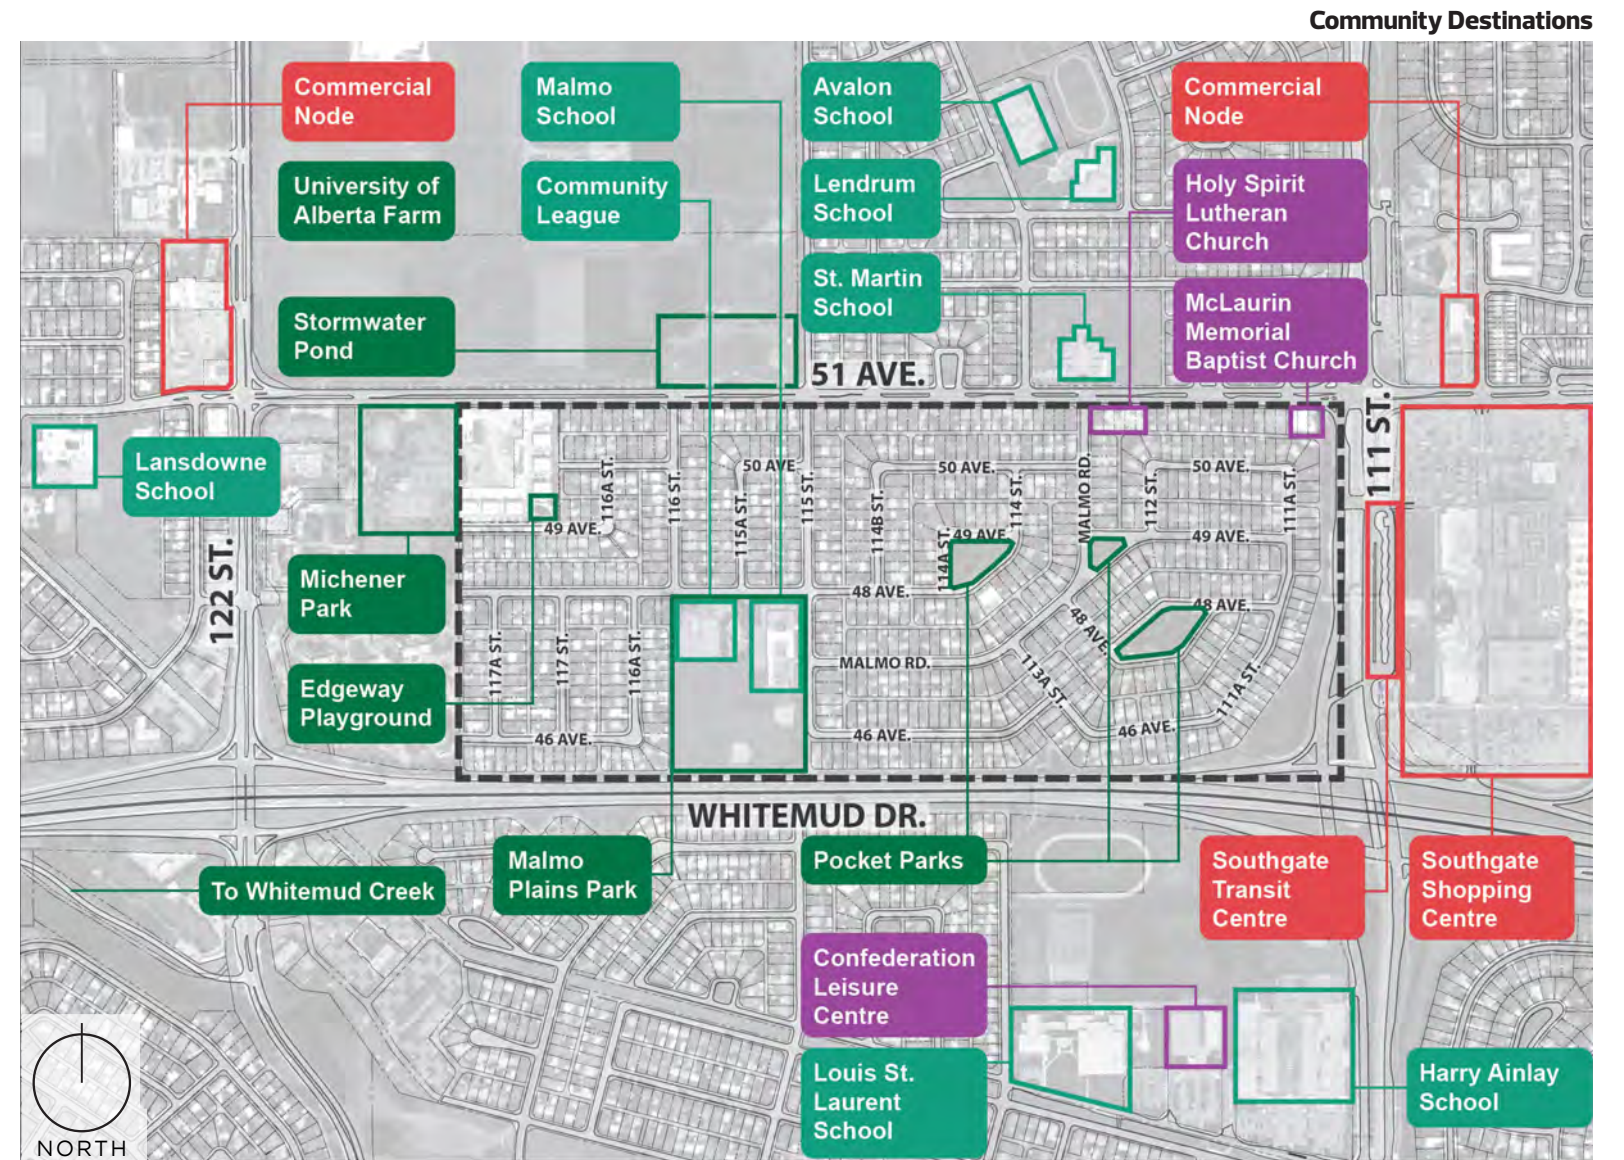 Community Destinations
Commercial
Node
Malmo
School
Avalon
School
Commercial
Node
University of
Alberta Farm
Community
League
Lendrum
School
Holy Spirit
Lutheran
Church
Stormwater
Pond
St. Martin
School
McLaurin
Memorial
Baptist Church
51 AVE.
111 ST.
Lansdowne
School
122 ST.
Michener
Park
Edgeway
Playground
116A ST.
116 ST.
115A ST.
50 AVE.
115 ST.
114B ST.
50 AVE.
114 ST.
MALMO RD.
112 ST.
50 AVE.
111A ST.
49 AVE.
114A ST.
49 AVE.
49 AVE.
48 AVE.
48 AVE.
48 AVE.
117A ST.
117 ST.
116A ST.
MALMO RD.
113A ST.
111A ST.
46 AVE.
46 AVE.
46 AVE.
WHITEMUD DR.
To Whitemud Creek
Malmo
Plains Park
Pocket Parks
Southgate
Transit
Centre
Southgate
Shopping
Centre
Confederation
Leisure
Centre
Louis St.
Laurent
School
Harry Ainlay
School
NORTH